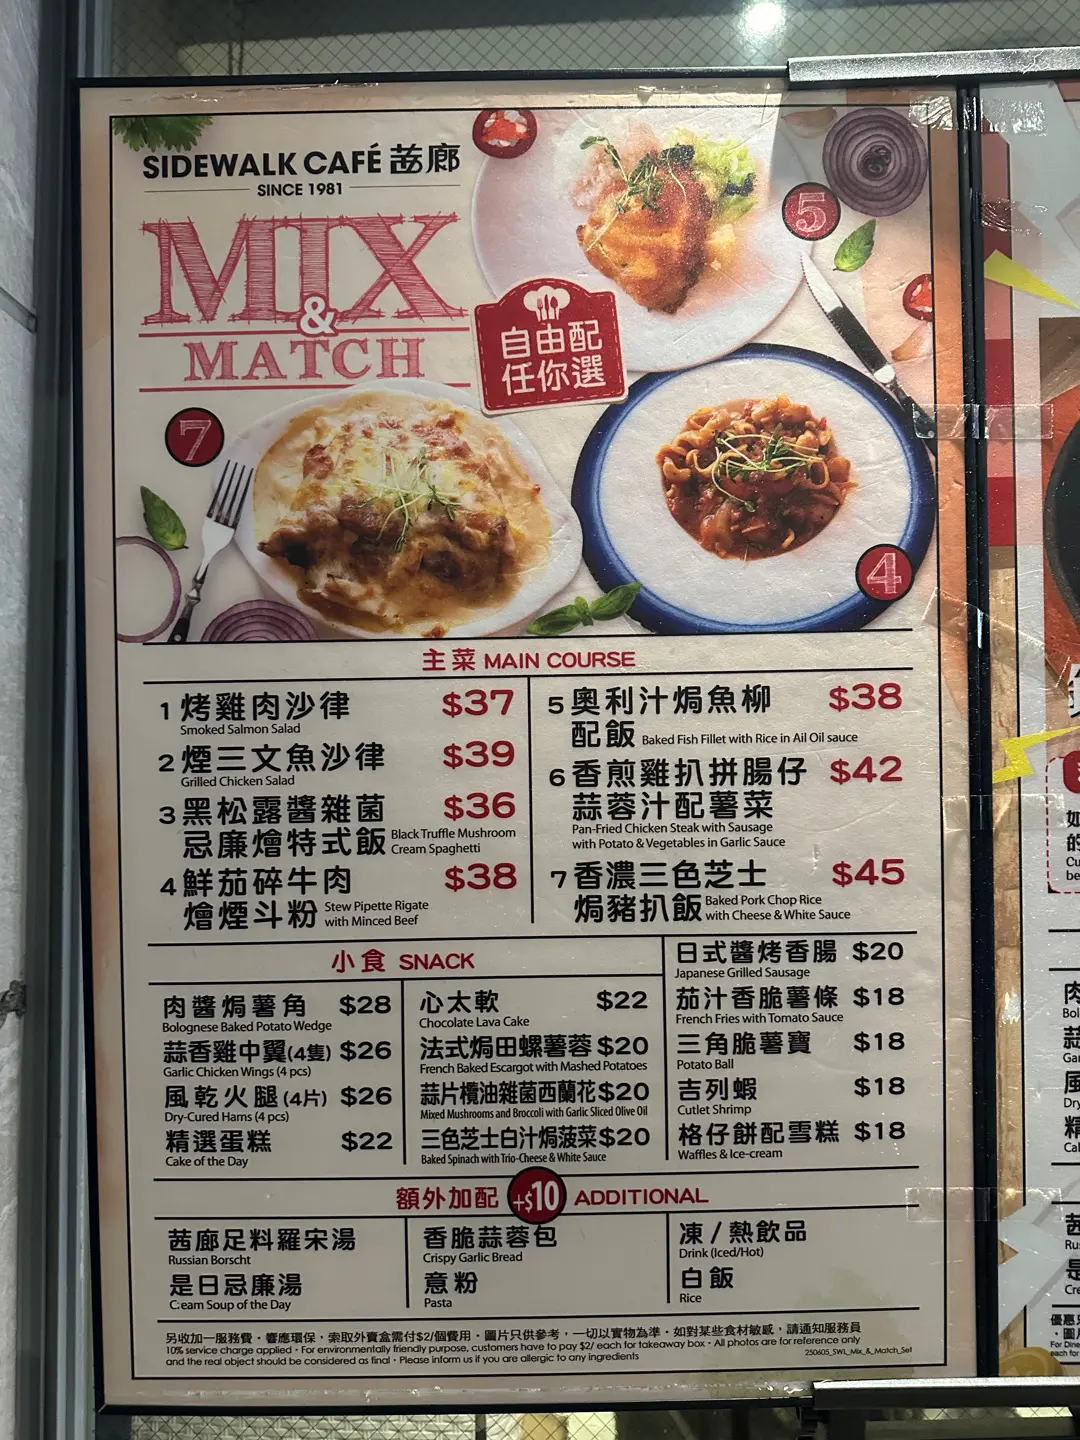 SIDEWALK CAFÉ 茜廊
SINCE 1981
MIX
&
MATCH
自由配
任你選
5
7
4
主菜 MAIN COURSE
1 烤雞肉沙律 $37
Smoked Salmon Salad
2 煙三文魚沙律 $39
Grilled Chicken Salad
3 黑松露醬雜菌 $36
忌廉燴特式飯 Black Truffle Mushroom
Cream Spaghetti
4 鮮茄碎牛肉 $38
燴煙斗粉 Stew Pipette Rigate
with Minced Beef
5 奧利汁焗魚柳 $38
配飯 Baked Fish Fillet with Rice in Ail Oil sauce
6 香煎雞扒拼腸仔 $42
蒜蓉汁配薯菜
Pan-Fried Chicken Steak with Sausage
with Potato & Vegetables in Garlic Sauce
7 香濃三色芝士 $45
焗豬扒飯 Baked Pork Chop Rice
with Cheese & White Sauce
小食 SNACK
肉醬焗薯角 $28
Bolognese Baked Potato Wedge
蒜香雞中翼(4隻) $26
Garlic Chicken Wings (4 pcs)
風乾火腿(4片) $26
Dry-Cured Hams (4 pcs)
精選蛋糕 $22
Cake of the Day
心太軟 $22
Chocolate Lava Cake
法式焗田螺薯蓉 $20
French Baked Escargot with Mashed Potatoes
蒜片欖油雜菌西蘭花 $20
Mixed Mushrooms and Broccoli with Garlic Sliced Olive Oil
三色芝士白汁焗菠菜 $20
Baked Spinach with Trio-Cheese & White Sauce
日式醬烤香腸 $20
Japanese Grilled Sausage
茄汁香脆薯條 $18
French Fries with Tomato Sauce
三角脆薯寶 $18
Potato Ball
吉列蝦 $18
Cutlet Shrimp
格仔餅配雪糕 $18
Waffles & Ice-cream
額外加配 +$10 ADDITIONAL
茜廊足料羅宋湯
Russian Borscht
是日忌廉湯
Cream Soup of the Day
香脆蒜蓉包
Crispy Garlic Bread
意粉
Pasta
凍/熱飲品
Drink (Iced/Hot)
白飯
Rice
另收加一服務費・響應環保，索取外賣盒需付$2/個費用・圖片只供參考，一切以實物為準・如對某些食材敏感，請通知服務員
10% service charge applied・For environmentally friendly purpose, customers have to pay $2/ each for takeaway box・All photos are for reference only
and the real object should be considered as final・Please inform us if you are allergic to any ingredients
250605_SWL_Mix_&_Match_Set